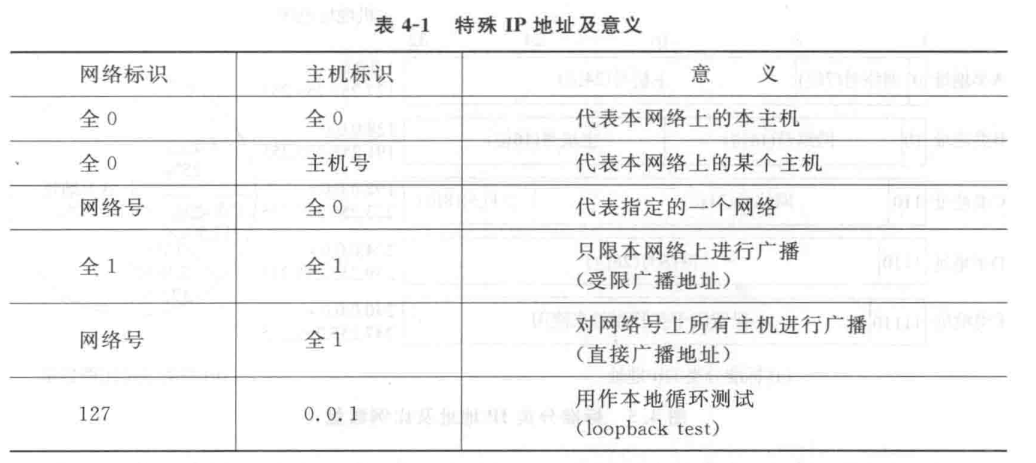 表 4-1 特殊 IP 地址及意义
网络标识 主机标识 意 义
全 0 全 0 代表本网络上的本主机
全 0 主机号 代表本网络上的某个主机
网络号 全 0 代表指定的一个网络
全 1 全 1 只限本网络上进行广播
(受限广播地址)
网络号 全 1 对网络号上所有主机进行广播
(直接广播地址)
127 0.0.1 用作本地循环测试
(loopback test)